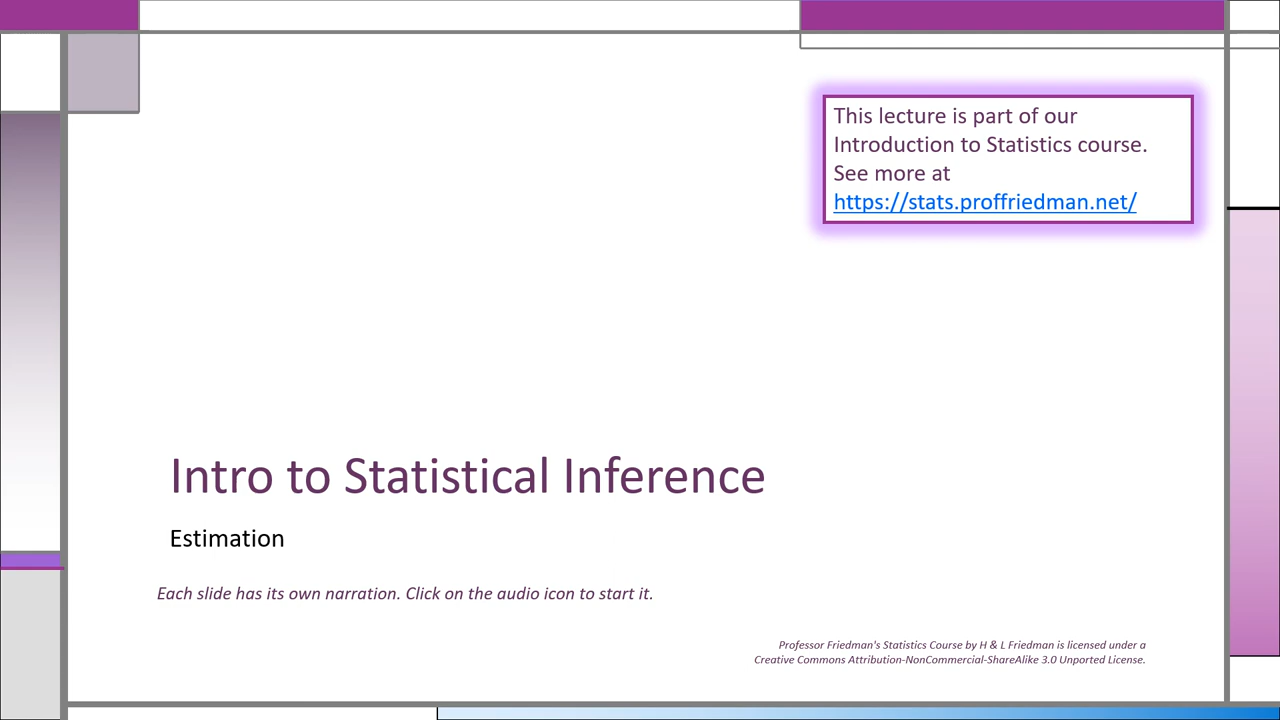 This lecture is part of our
Introduction to Statistics course.
See more at
https://stats.proffriedman.net/
Intro to Statistical Inference
Estimation
Each slide has its own narration. Click on the audio icon to start it.
Professor Friedman's Statistics Course by H & L Friedman is licensed under a
Creative Commons Attribution-NonCommercial-ShareAlike 3.0 Unported License.